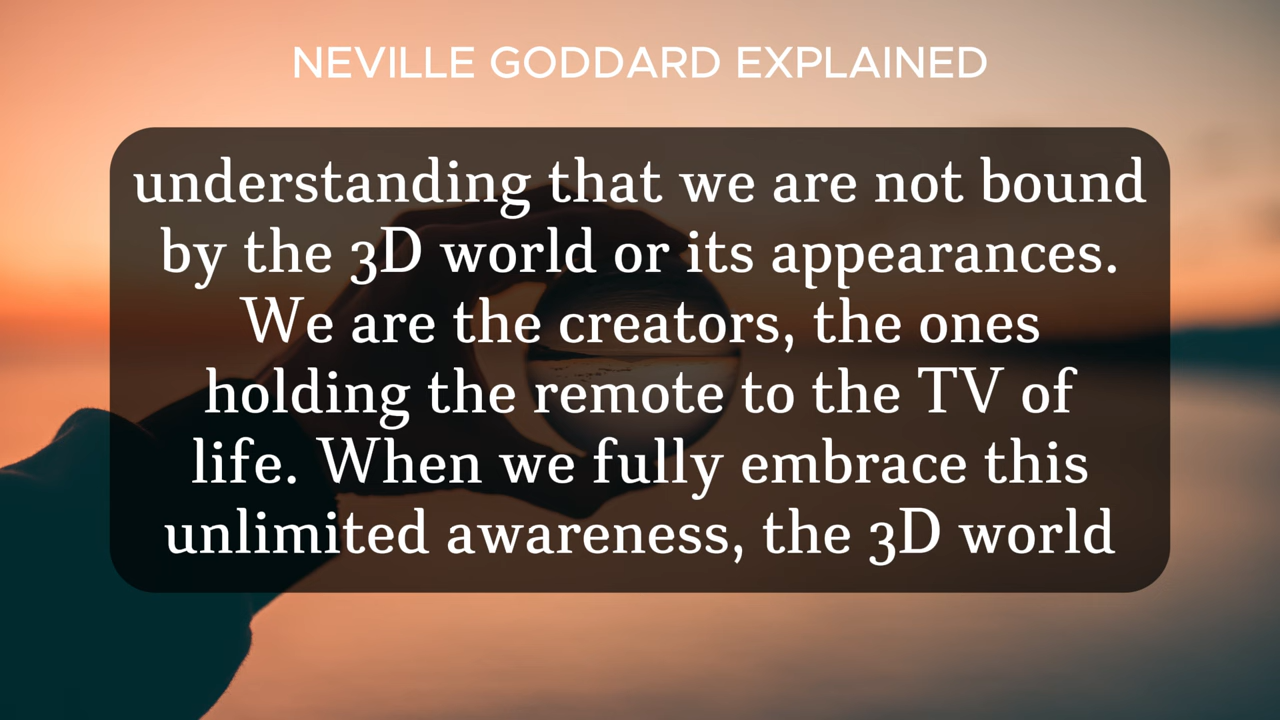 NEVILLE GODDARD EXPLAINED
understanding that we are not bound
by the 3D world or its appearances.
We are the creators, the ones
holding the remote to the TV of
life. When we fully embrace this
unlimited awareness, the 3D world